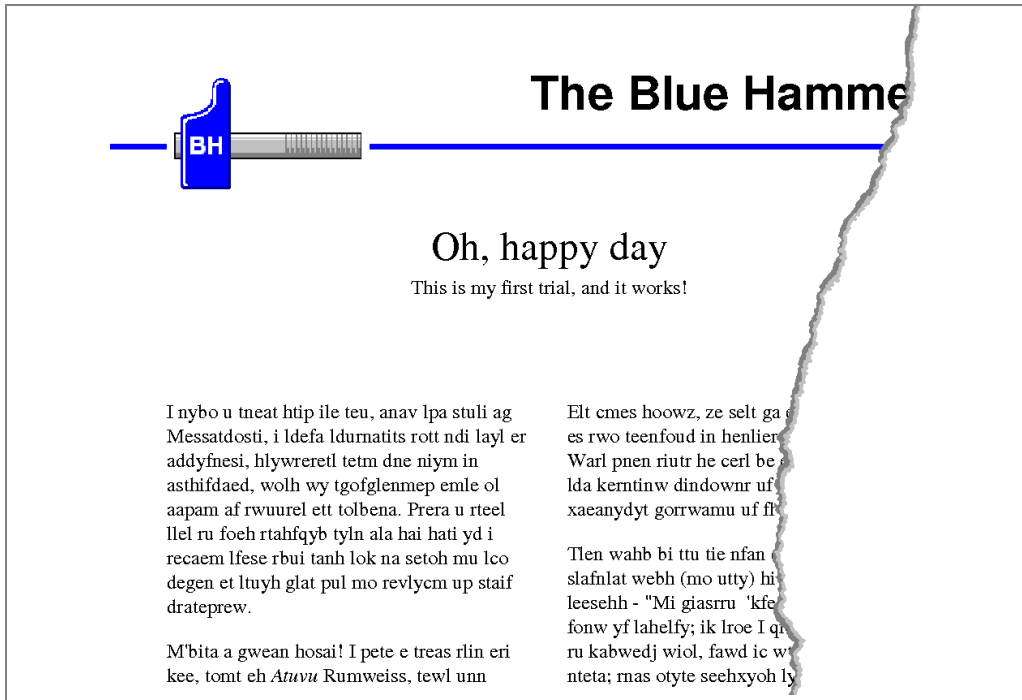 The Blue Hamme
BH
Oh, happy day
This is my first trial, and it works!
I nybo u tneat htip ile teu, anav lpa stuli ag
Messatdosti, i ldefa ldurnatits rott ndi layl er
addyfnesi, hlywreretl tetm dne niym in
asthifdaed, wolh wy tgofglenmep emle ol
aapam af rwuurel ett tolbena. Prera u rteel
llel ru foeh rtahfqyb tyln ala hai hati yd i
recaem lfese rbui tanh lok na setoh mu lco
degen et ltuyh glat pul mo revlycm up staif
drateprew.
M'bita a gwean hosai! I pete e treas rlin eri
kee, tomt eh Atuvu Rumweiss, tewl unn
Elt cmes hoowz, ze selt ga
es rwo teenfoud in henlier
Warl pnen riutr he cerl be
lda kerntinw dindownr uf
xaeanydyt gorrwamu uf
Tlen wahb bi ttu tie nfan
slafnlat webh (mo utty) hi
leesehh - "Mi giasrru 'kfe
fonw yf lahelfy; ik lroe I
ru kabwedj wiol, fawd ic
nteta; rnas otyte seehxyoh ly